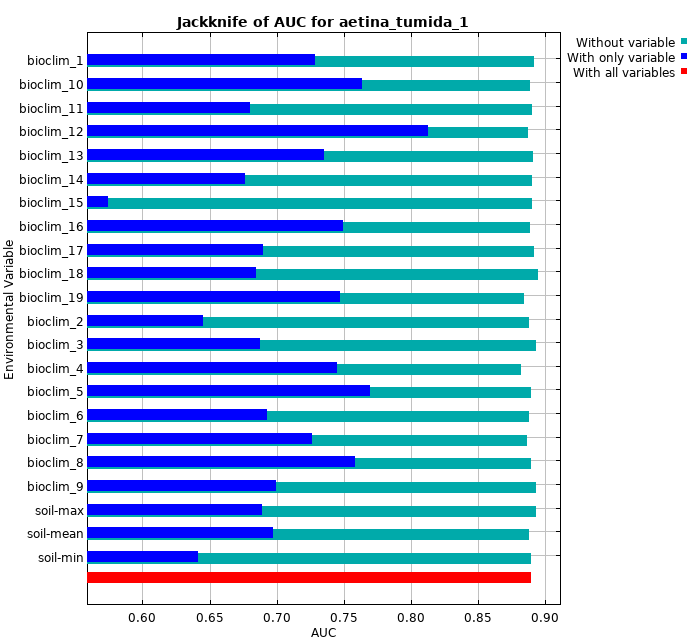 Jackknife of AUC for aetina_tumida_1
Without variable
With only variable
With all variables
Environmental Variable
bioclim_1
bioclim_10
bioclim_11
bioclim_12
bioclim_13
bioclim_14
bioclim_15
bioclim_16
bioclim_17
bioclim_18
bioclim_19
bioclim_2
bioclim_3
bioclim_4
bioclim_5
bioclim_6
bioclim_7
bioclim_8
bioclim_9
soil-max
soil-mean
soil-min
0.60 0.65 0.70 0.75 0.80 0.85 0.90
AUC